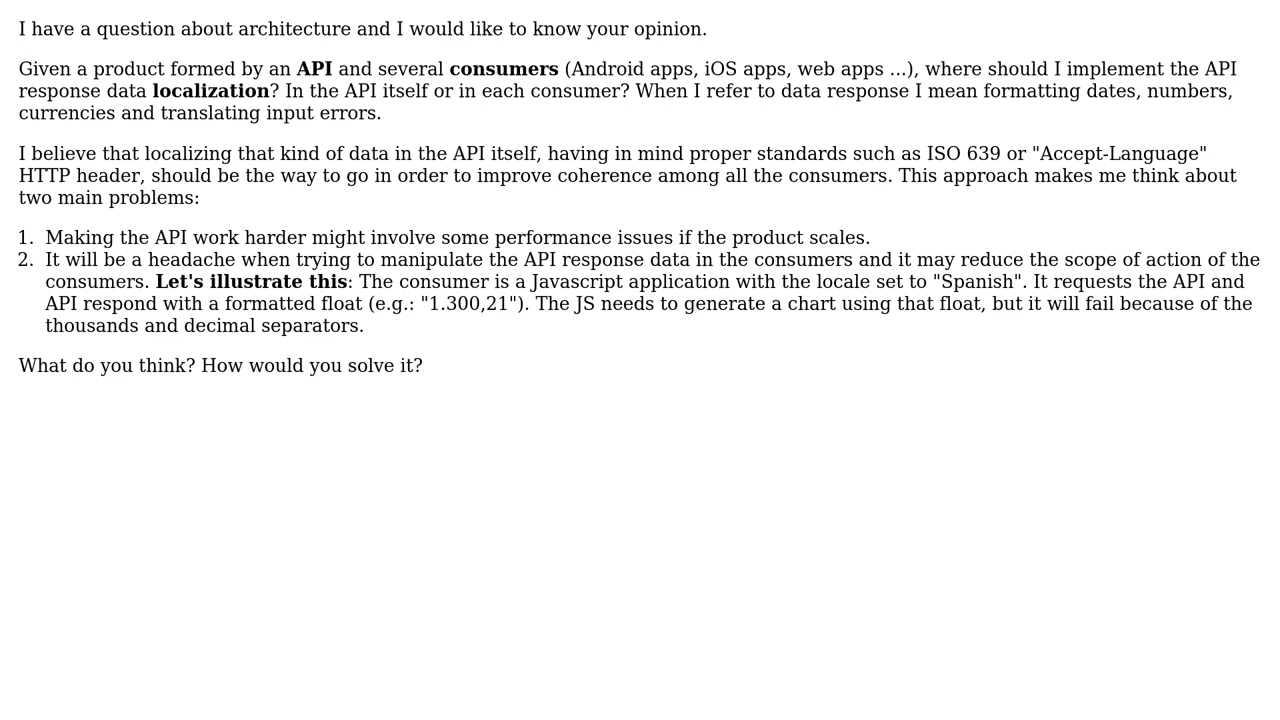 I have a question about architecture and I would like to know your opinion.
Given a product formed by an API and several consumers (Android apps, iOS apps, web apps ...), where should I implement the API
response data localization? In the API itself or in each consumer? When I refer to data response I mean formatting dates, numbers,
currencies and translating input errors.
I believe that localizing that kind of data in the API itself, having in mind proper standards such as ISO 639 or "Accept-Language"
HTTP header, should be the way to go in order to improve coherence among all the consumers. This approach makes me think about
two main problems:
1. Making the API work harder might involve some performance issues if the product scales.
2. It will be a headache when trying to manipulate the API response data in the consumers and it may reduce the scope of action of the
consumers. Let's illustrate this: The consumer is a Javascript application with the locale set to "Spanish". It requests the API and
API respond with a formatted float (e.g.: "1.300,21"). The JS needs to generate a chart using that float, but it will fail because of the
thousands and decimal separators.
What do you think? How would you solve it?